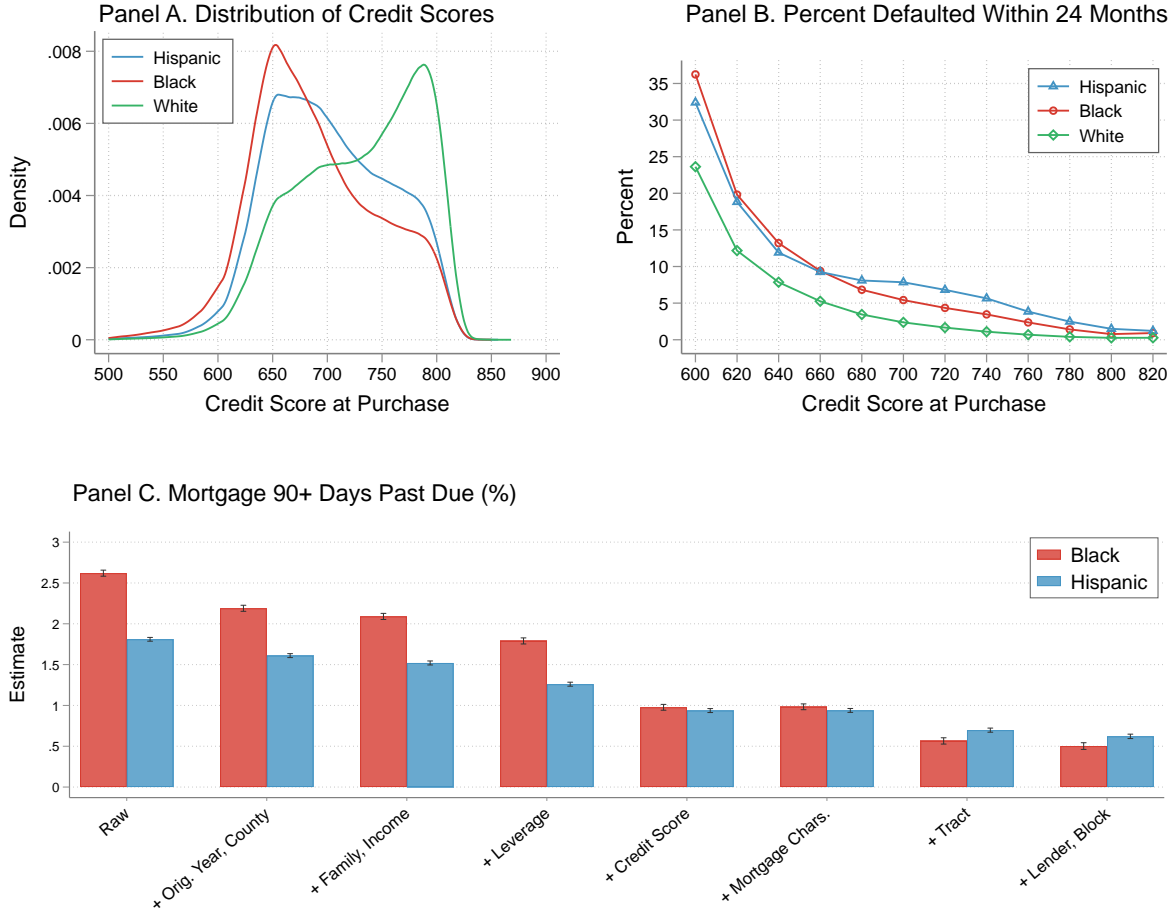 Panel A. Distribution of Credit Scores
.008
.006
.004
.002
0
Density
Hispanic
Black
White
500 550 600 650 700 750 800 850 900
Credit Score at Purchase
Panel B. Percent Defaulted Within 24 Months
35
30
25
20
15
10
5
0
Percent
Hispanic
Black
White
600 620 640 660 680 700 720 740 760 780 800 820
Credit Score at Purchase
Panel C. Mortgage 90+ Days Past Due (%)
3
2.5
2
1.5
1
.5
0
Estimate
Black
Hispanic
Raw
+ Orig. Year, County
+ Family, Income
+ Leverage
+ Credit Score
+ Mortgage Chars.
+ Tract
+ Lender, Block